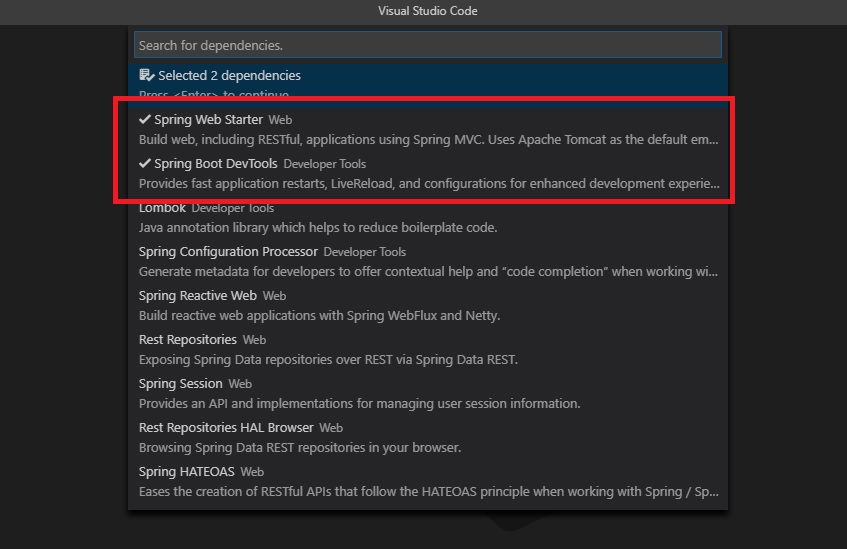 Visual Studio Code
Search for dependencies.
Selected 2 dependencies
Press <Enter> to continue.
Spring Web Starter Web
Build web, including RESTful, applications using Spring MVC. Uses Apache Tomcat as the default em...
Spring Boot DevTools Developer Tools
Provides fast application restarts, LiveReload, and configurations for enhanced development experie...
Lombok Developer Tools
Java annotation library which helps to reduce boilerplate code.
Spring Configuration Processor Developer Tools
Generate metadata for developers to offer contextual help and “code completion” when working wi...
Spring Reactive Web Web
Build reactive web applications with Spring WebFlux and Netty.
Rest Repositories Web
Exposing Spring Data repositories over REST via Spring Data REST.
Spring Session Web
Provides an API and implementations for managing user session information.
Rest Repositories HAL Browser Web
Browsing Spring Data REST repositories in your browser.
Spring HATEOAS Web
Eases the creation of RESTful APIs that follow the HATEOAS principle when working with Spring / Sp...